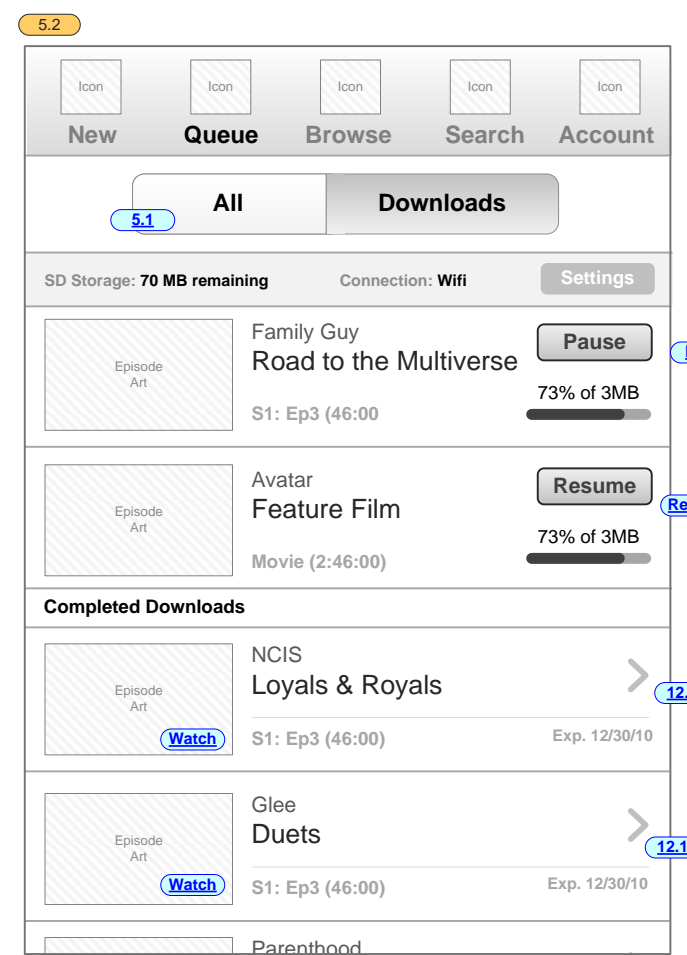 5.2
Icon Icon Icon Icon Icon
New Queue Browse Search Account
All Downloads
5.1
SD Storage: 70 MB remaining Connection: Wifi Settings
Episode
Art
Family Guy
Road to the Multiverse
S1: Ep3 (46:00
Pause
73% of 3MB
Episode
Art
Avatar
Feature Film
Movie (2:46:00)
Resume
Re
73% of 3MB
Completed Downloads
Episode
Art
Watch
NCIS
Loyals & Royals
12.
S1: Ep3 (46:00) Exp. 12/30/10
Episode
Art
Watch
Glee
Duets
12.1
S1: Ep3 (46:00) Exp. 12/30/10
Parenthood